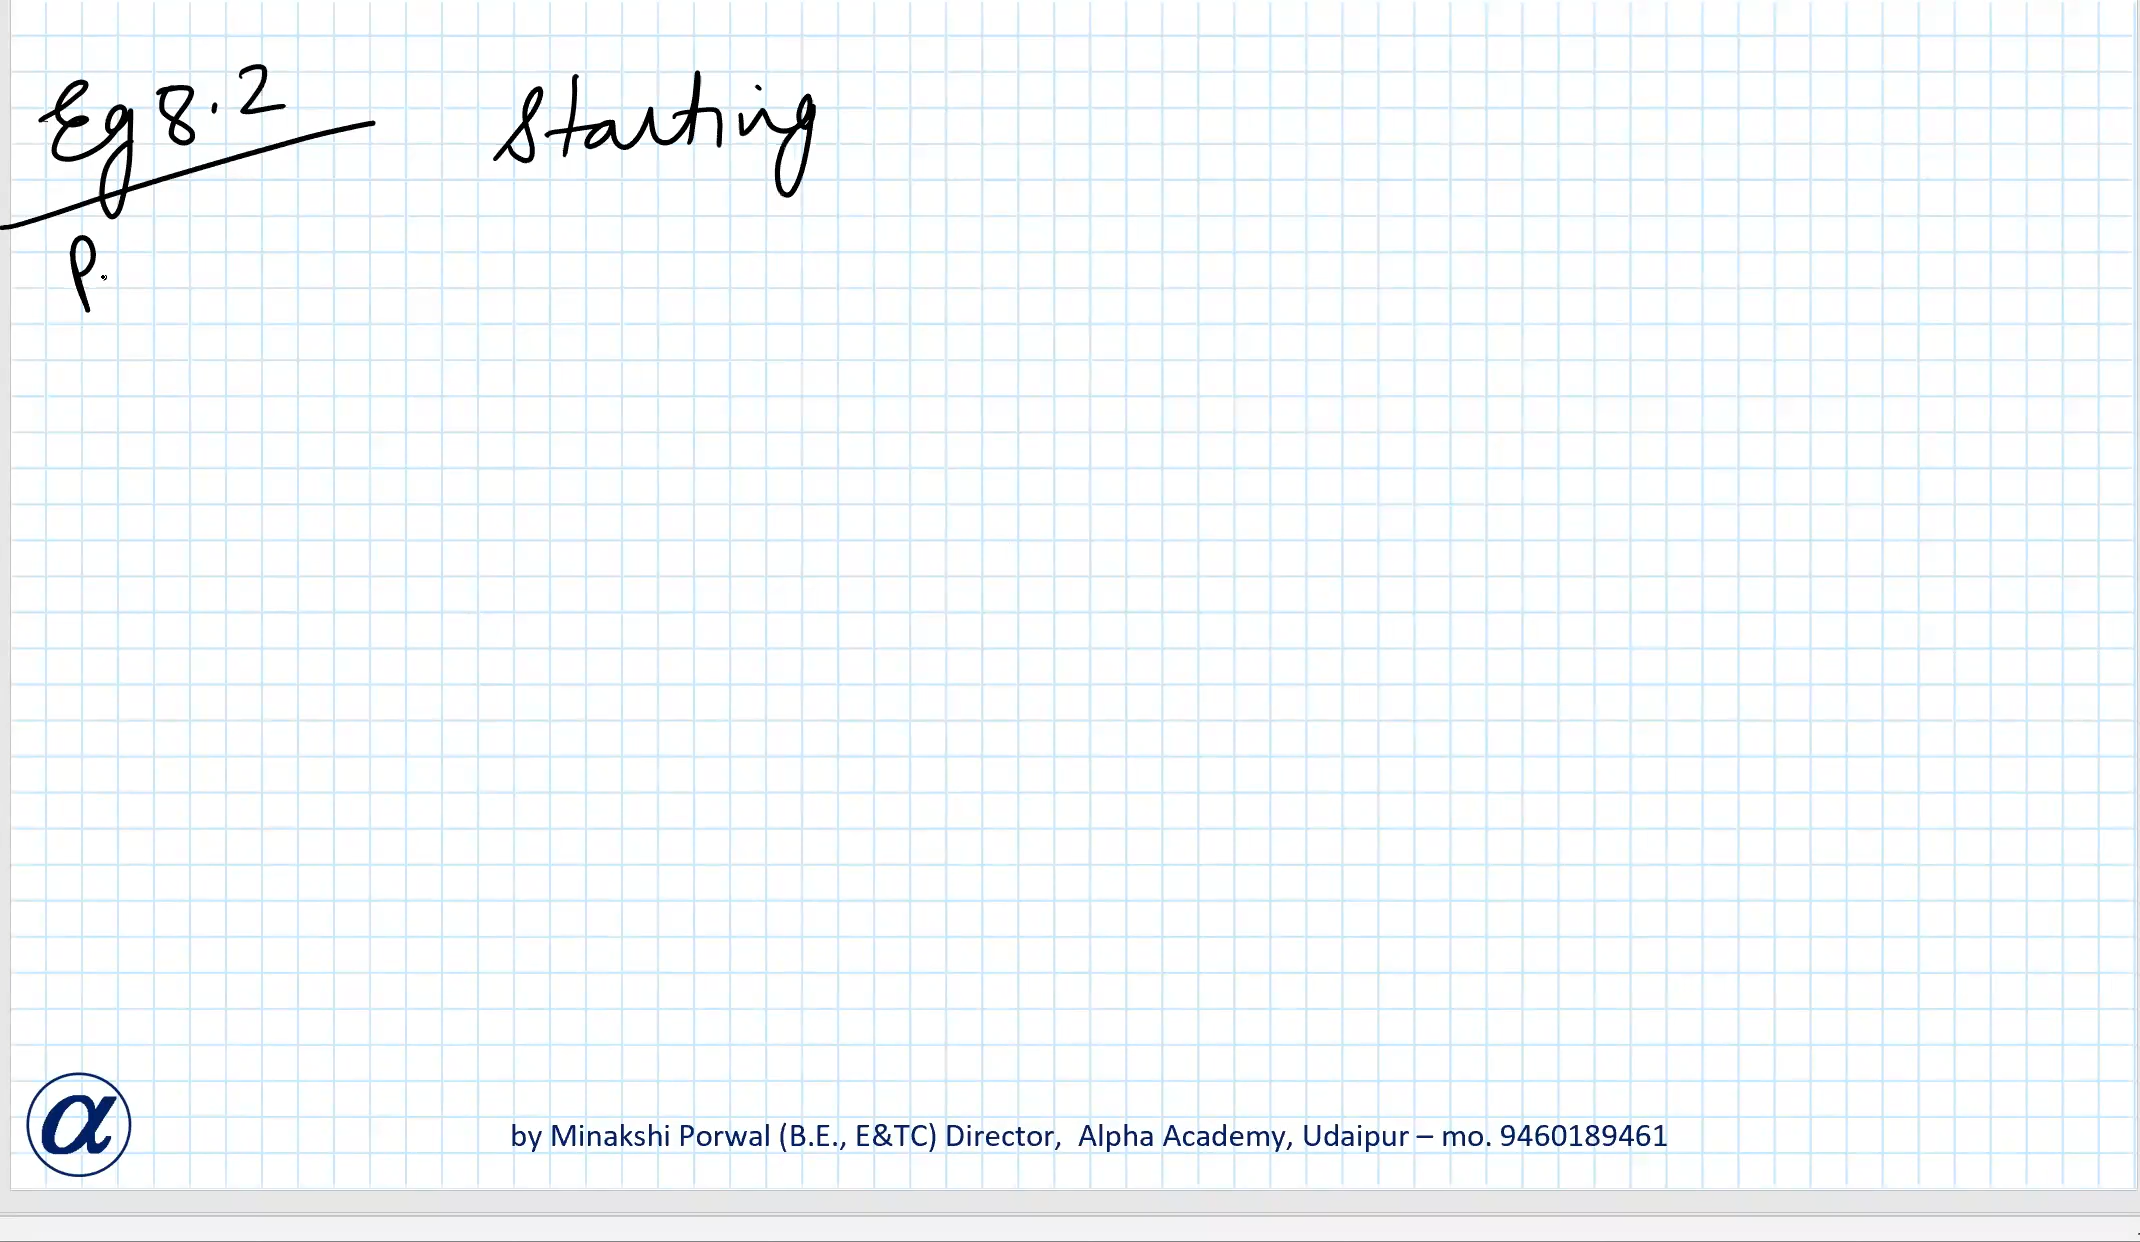 Eg 8.2 Starting
P.
α
by Minakshi Porwal (B.E., E&TC) Director, Alpha Academy, Udaipur – mo. 9460189461